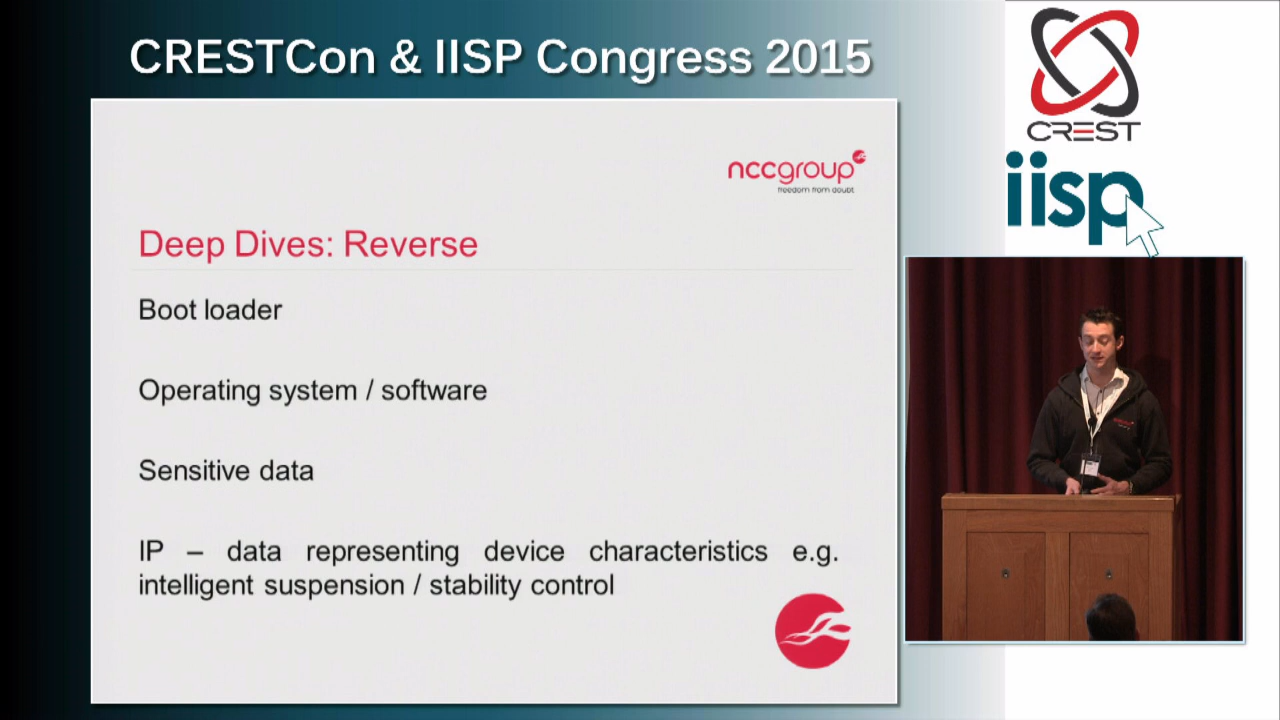 CRESTCon & IISP Congress 2015
CREST
iisp
nccgroup
freedom from doubt
Deep Dives: Reverse
Boot loader
Operating system / software
Sensitive data
IP – data representing device characteristics e.g.
intelligent suspension / stability control